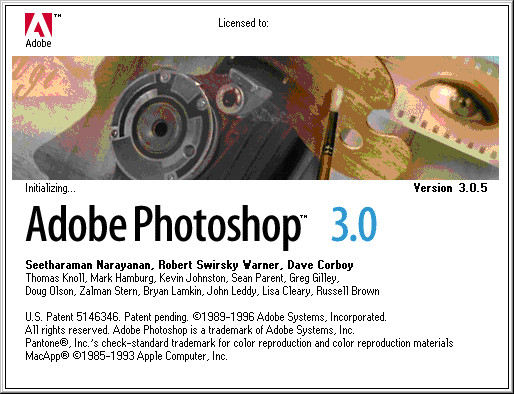 Adobe™
Licensed to:
Initializing...
Version 3.0.5
Adobe Photoshop™ 3.0
Seetharaman Narayanan, Robert Swirsky Warner, Dave Corboy
Thomas Knoll, Mark Hamburg, Kevin Johnston, Sean Parent, Greg Gilley,
Doug Olson, Zalman Stern, Bryan Lamkin, John Leddy, Lisa Cleary, Russell Brown
U.S. Patent 5146346. Patent pending. ©1989-1996 Adobe Systems, Incorporated.
All rights reserved. Adobe Photoshop is a trademark of Adobe Systems, Inc.
Pantone®, Inc.'s check-standard trademark for color reproduction and color reproduction materials
MacApp® ©1985-1993 Apple Computer, Inc.